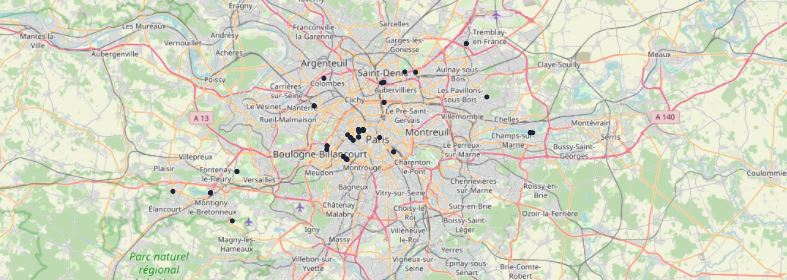 Eragny
Taverny
Mantes-la
Ville
Les Mureaux
Vernouillet
Andrésy
Achères
Franconville
la-Garenne
Sarcelles
Garges-lès
Gonesse
Tremblay
-en-France
Aubergenville
Poissy
Argenteuil
Colombes
Saint-Denis
Aulnay-sous
Bois
Claye-Souilly
Meaux
Carrières
sur-Seine
Nanterre
Le Vésinet
Rueil-Malmaison
Clichy
Aubervilliers
Les Pavillons
sous-Bois
Le Pré-Saint-
Gervais
Villemomble
Chelles
A 13
A 140
Paris
Montreuil
Champs-sur
Marne
Montévrain
Serris
Bussy-Saint-
Georges
Villepreux
Boulogne-Billancourt
Le Perreux
sur-Marne
Plaisir
Fontenay
le-Fleury
Versailles
Meudon
Montrouge
Charenton
le-Pont
Coulommiers
Bagneux
Vitry-sur-Seine
Chennevières
sur-Marne
Roissy-en
Brie
Élancourt
Montigny
le-Bretonneux
Châtenay
Malabry
Choisy-le
Roi
Sucy-en-Brie
Boissy-Saint-
Léger
Ozoir-la-Ferrière
Magny-les
Hameaux
Igny
Massy
Villeneuve
le-Roi
Parc naturel
régional
Villebon-sur
Yvette
Vigneux-sur
Seine
Yerres
Épinay-sous
Sénart
Brie-Comte
Robert